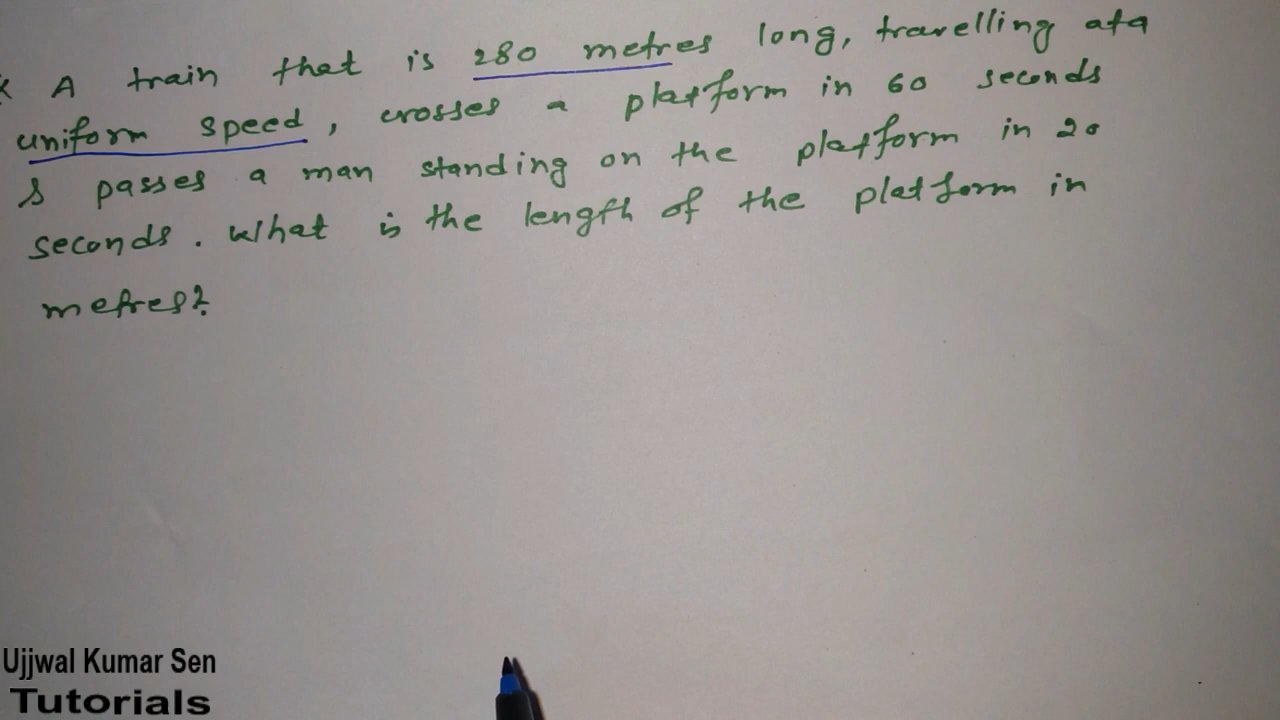 A train that is 280 metres long, travelling at a
uniform speed, crosses a platform in 60 seconds
& passes a man standing on the platform in 20
seconds. What is the length of the platform in
metres?
Ujjwal Kumar Sen
Tutorials